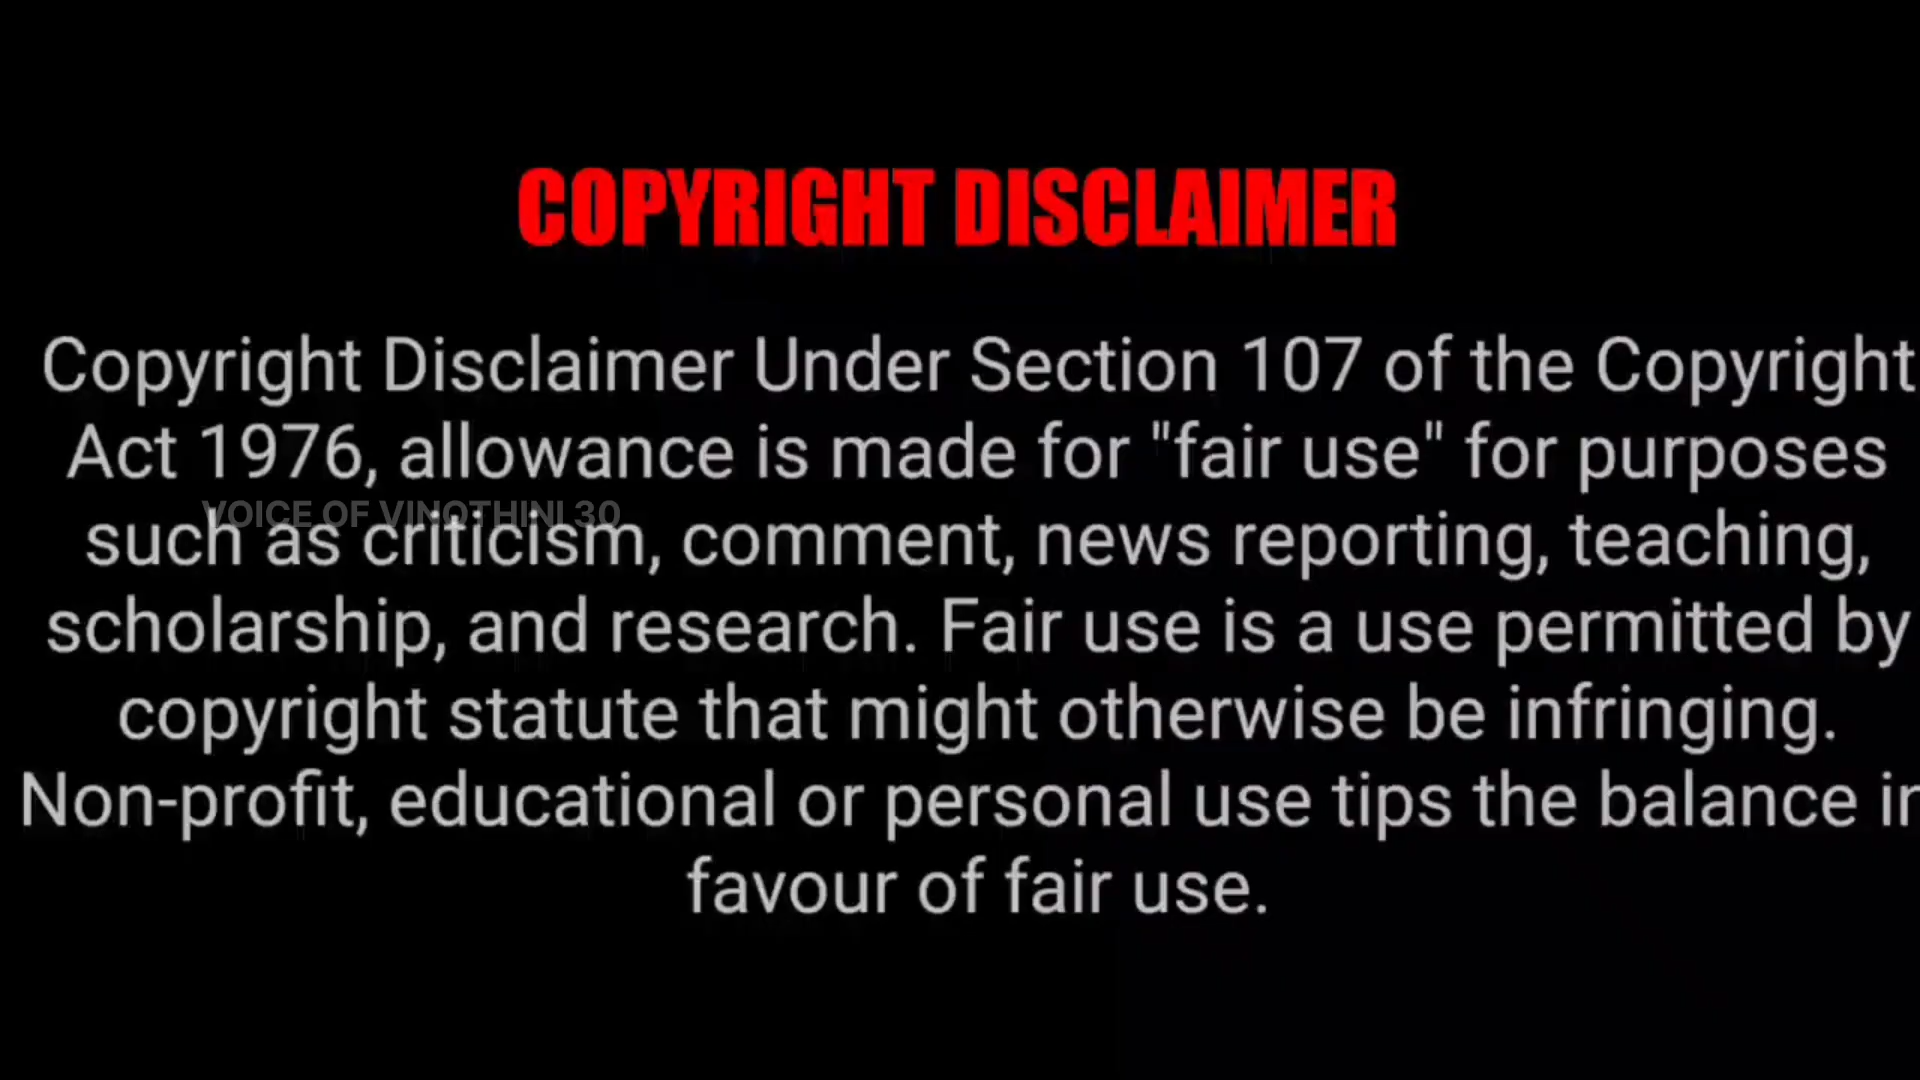 COPYRIGHT DISCLAIMER
Copyright Disclaimer Under Section 107 of the Copyright
Act 1976, allowance is made for "fair use" for purposes
VOICE OF VINOTHINI 30
such as criticism, comment, news reporting, teaching,
scholarship, and research. Fair use is a use permitted by
copyright statute that might otherwise be infringing.
Non-profit, educational or personal use tips the balance in
favour of fair use.